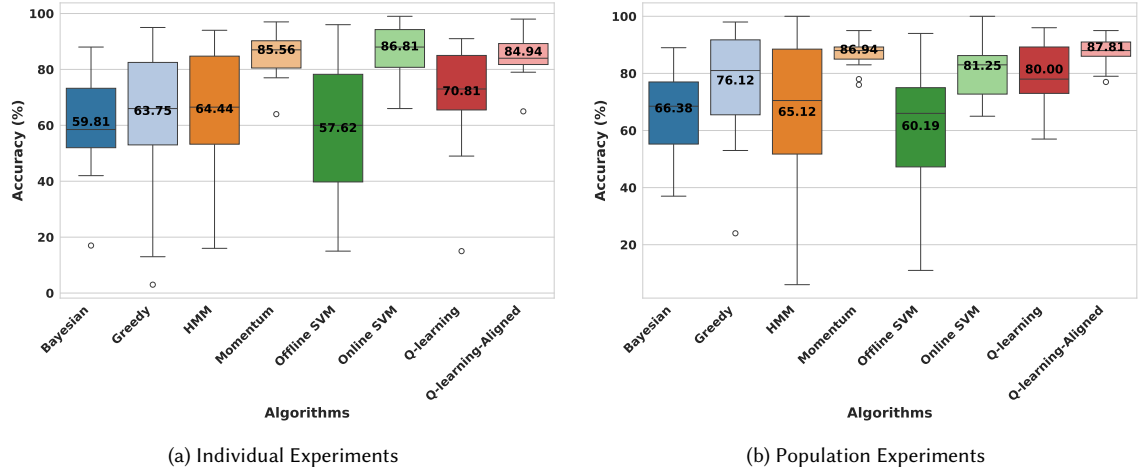 100
80
60
40
20
0
Accuracy (%)
59.81
63.75
64.44
85.56
57.62
86.81
70.81
84.94
Bayesian
Greedy
HMM
Momentum
Offline SVM
Online SVM
Q-learning
Q-learning-Aligned
Algorithms
(a) Individual Experiments
100
80
60
40
20
Accuracy (%)
66.38
76.12
65.12
86.94
60.19
81.25
80.00
87.81
Bayesian
Greedy
HMM
Momentum
Offline SVM
Online SVM
Q-learning
Q-learning-Aligned
Algorithms
(b) Population Experiments